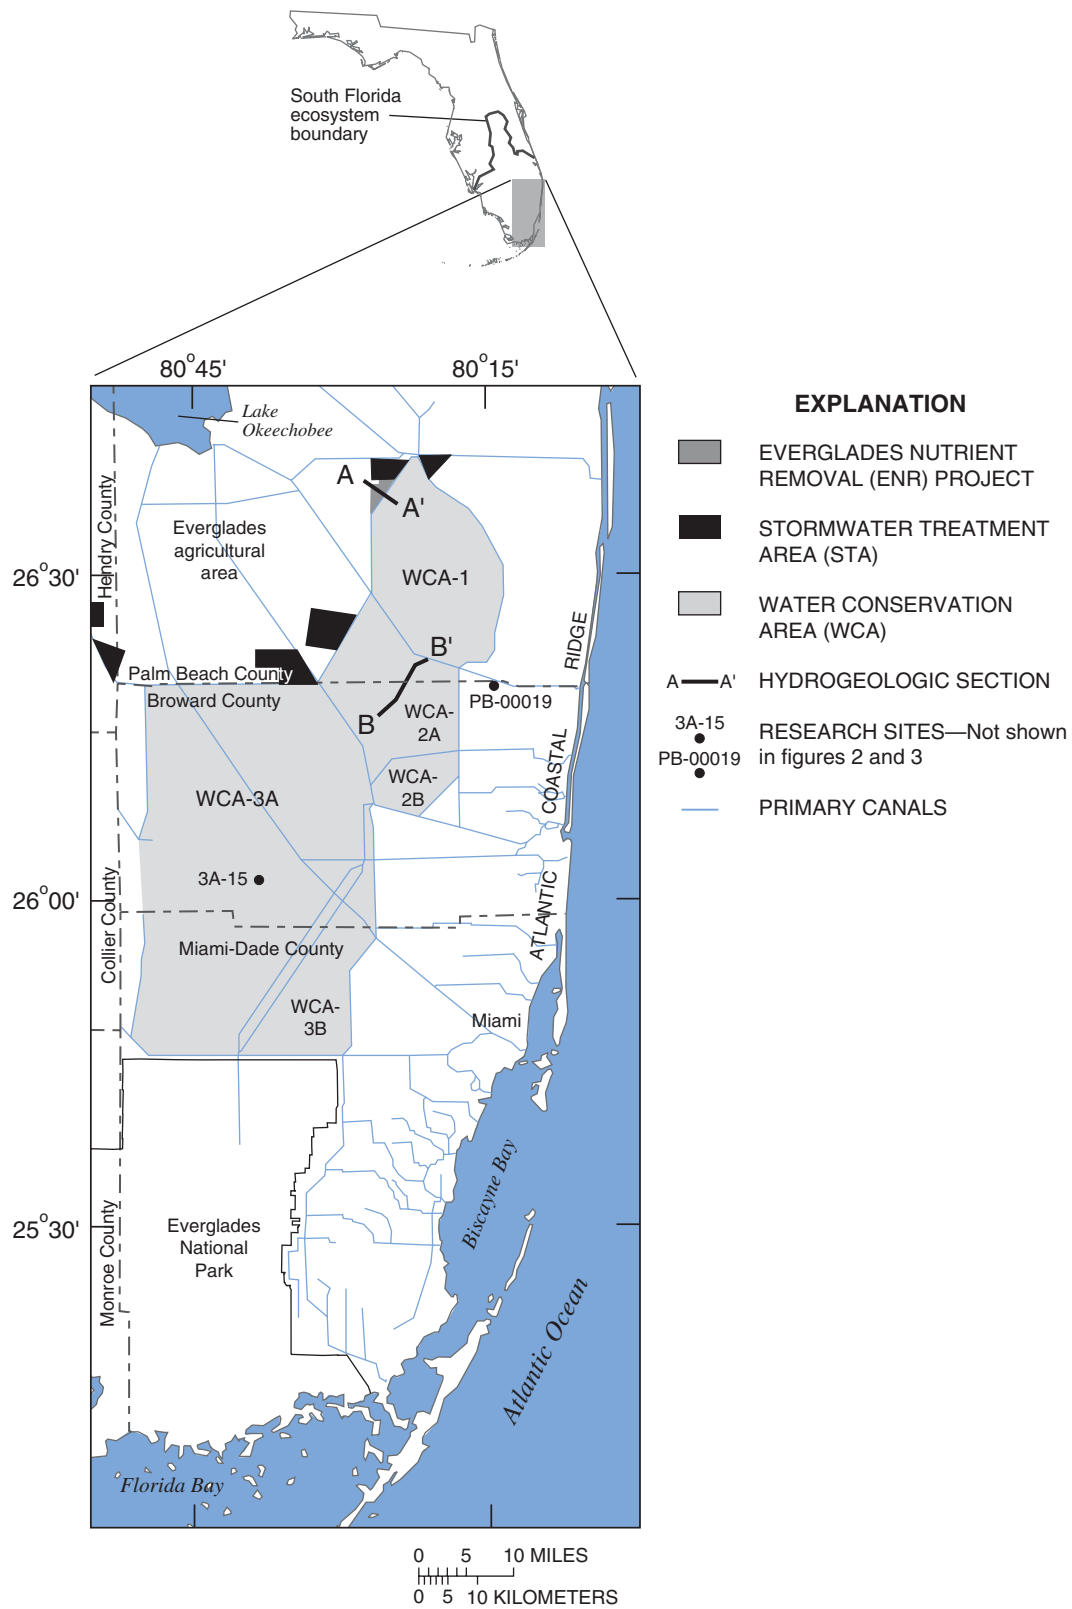 South Florida
ecosystem
boundary
80°45'
80°15'
Lake
Okeechobee
A
A'
Hendry County
Everglades
agricultural
area
WCA-1
26°30'
RIDGE
B'
Palm Beach County
Broward County
B
WCA-
2A
PB-00019
WCA-
2B
COASTAL
WCA-3A
3A-15
26°00'
ATLANTIC
Collier County
Miami-Dade County
WCA-
3B
Miami
Biscayne Bay
25°30'
Everglades
National
Park
Monroe County
Atlantic Ocean
Florida Bay
0 5 10 MILES
0 5 10 KILOMETERS
EXPLANATION
EVERGLADES NUTRIENT
REMOVAL (ENR) PROJECT
STORMWATER TREATMENT
AREA (STA)
WATER CONSERVATION
AREA (WCA)
A A' HYDROGEOLOGIC SECTION
3A-15
PB-00019
RESEARCH SITES—Not shown
in figures 2 and 3
PRIMARY CANALS